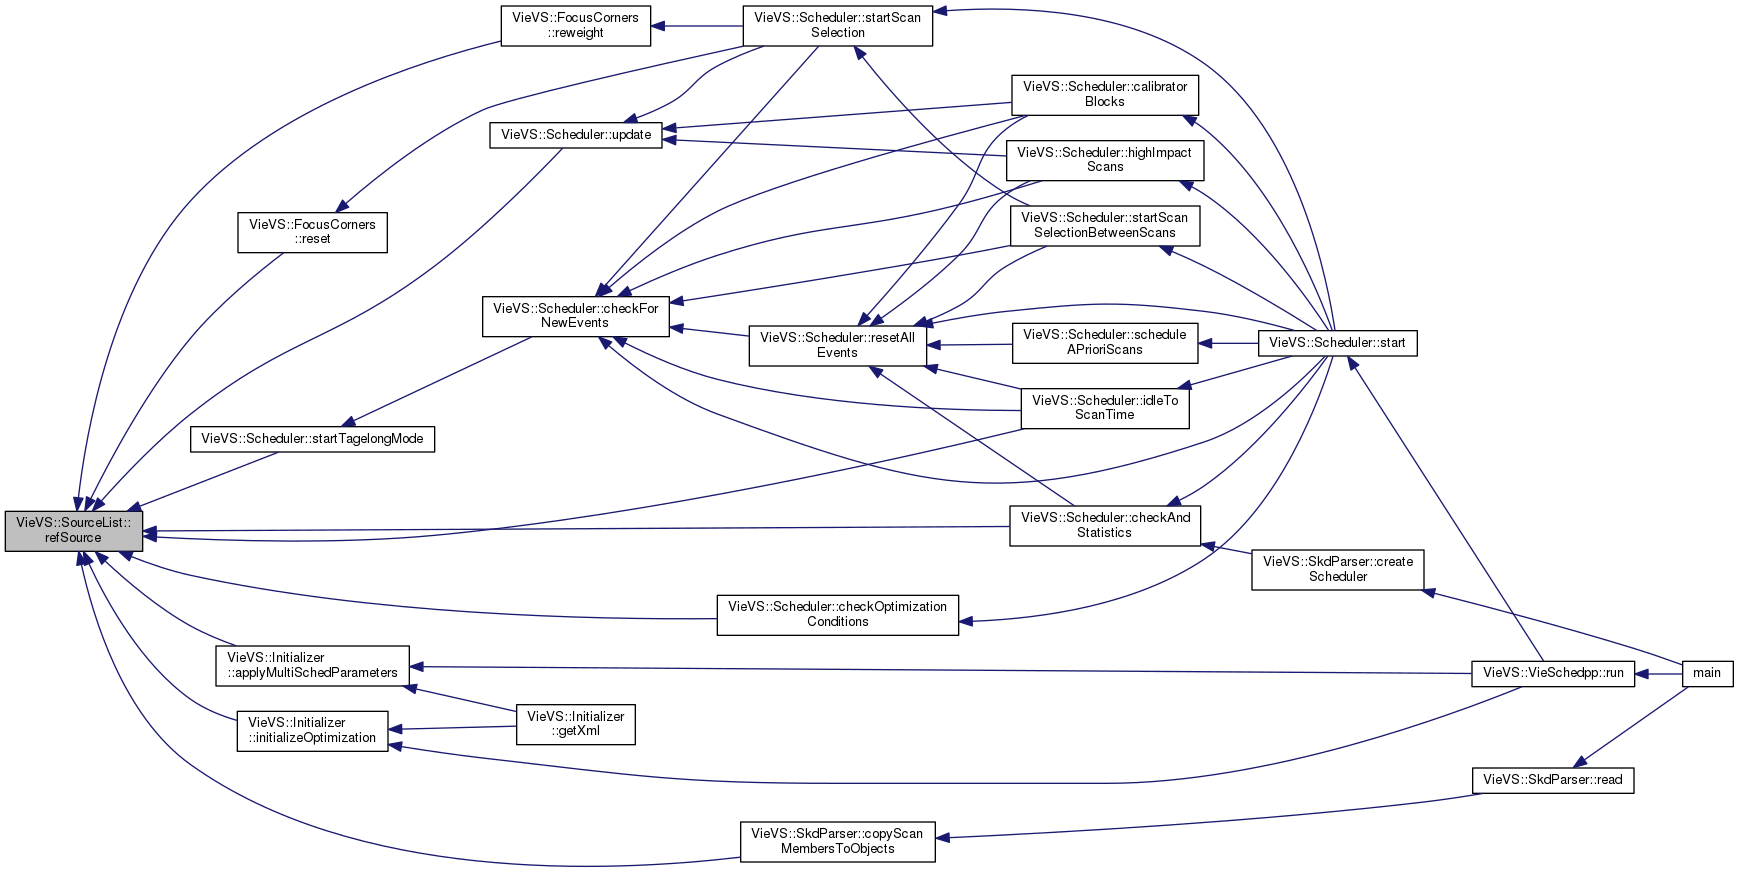 VieVS::FocusCorners
::reweight
VieVS::Scheduler::startScan
Selection
VieVS::Scheduler::calibrator
Blocks
VieVS::Scheduler::update
VieVS::Scheduler::highImpact
Scans
VieVS::FocusCorners
::reset
VieVS::Scheduler::startScan
SelectionBetweenScans
VieVS::Scheduler::checkFor
NewEvents
VieVS::Scheduler::resetAll
Events
VieVS::Scheduler::schedule
APrioriScans
VieVS::Scheduler::start
VieVS::Scheduler::idleTo
ScanTime
VieVS::Scheduler::startTagelongMode
VieVS::SourceList::
refSource
VieVS::Scheduler::checkAnd
Statistics
VieVS::SkdParser::create
Scheduler
VieVS::Scheduler::checkOptimization
Conditions
VieVS::Initializer
::applyMultiSchedParameters
VieVS::VieSchedpp::run
main
VieVS::Initializer
::getXml
VieVS::Initializer
::initializeOptimization
VieVS::SkdParser::read
VieVS::SkdParser::copyScan
MembersToObjects